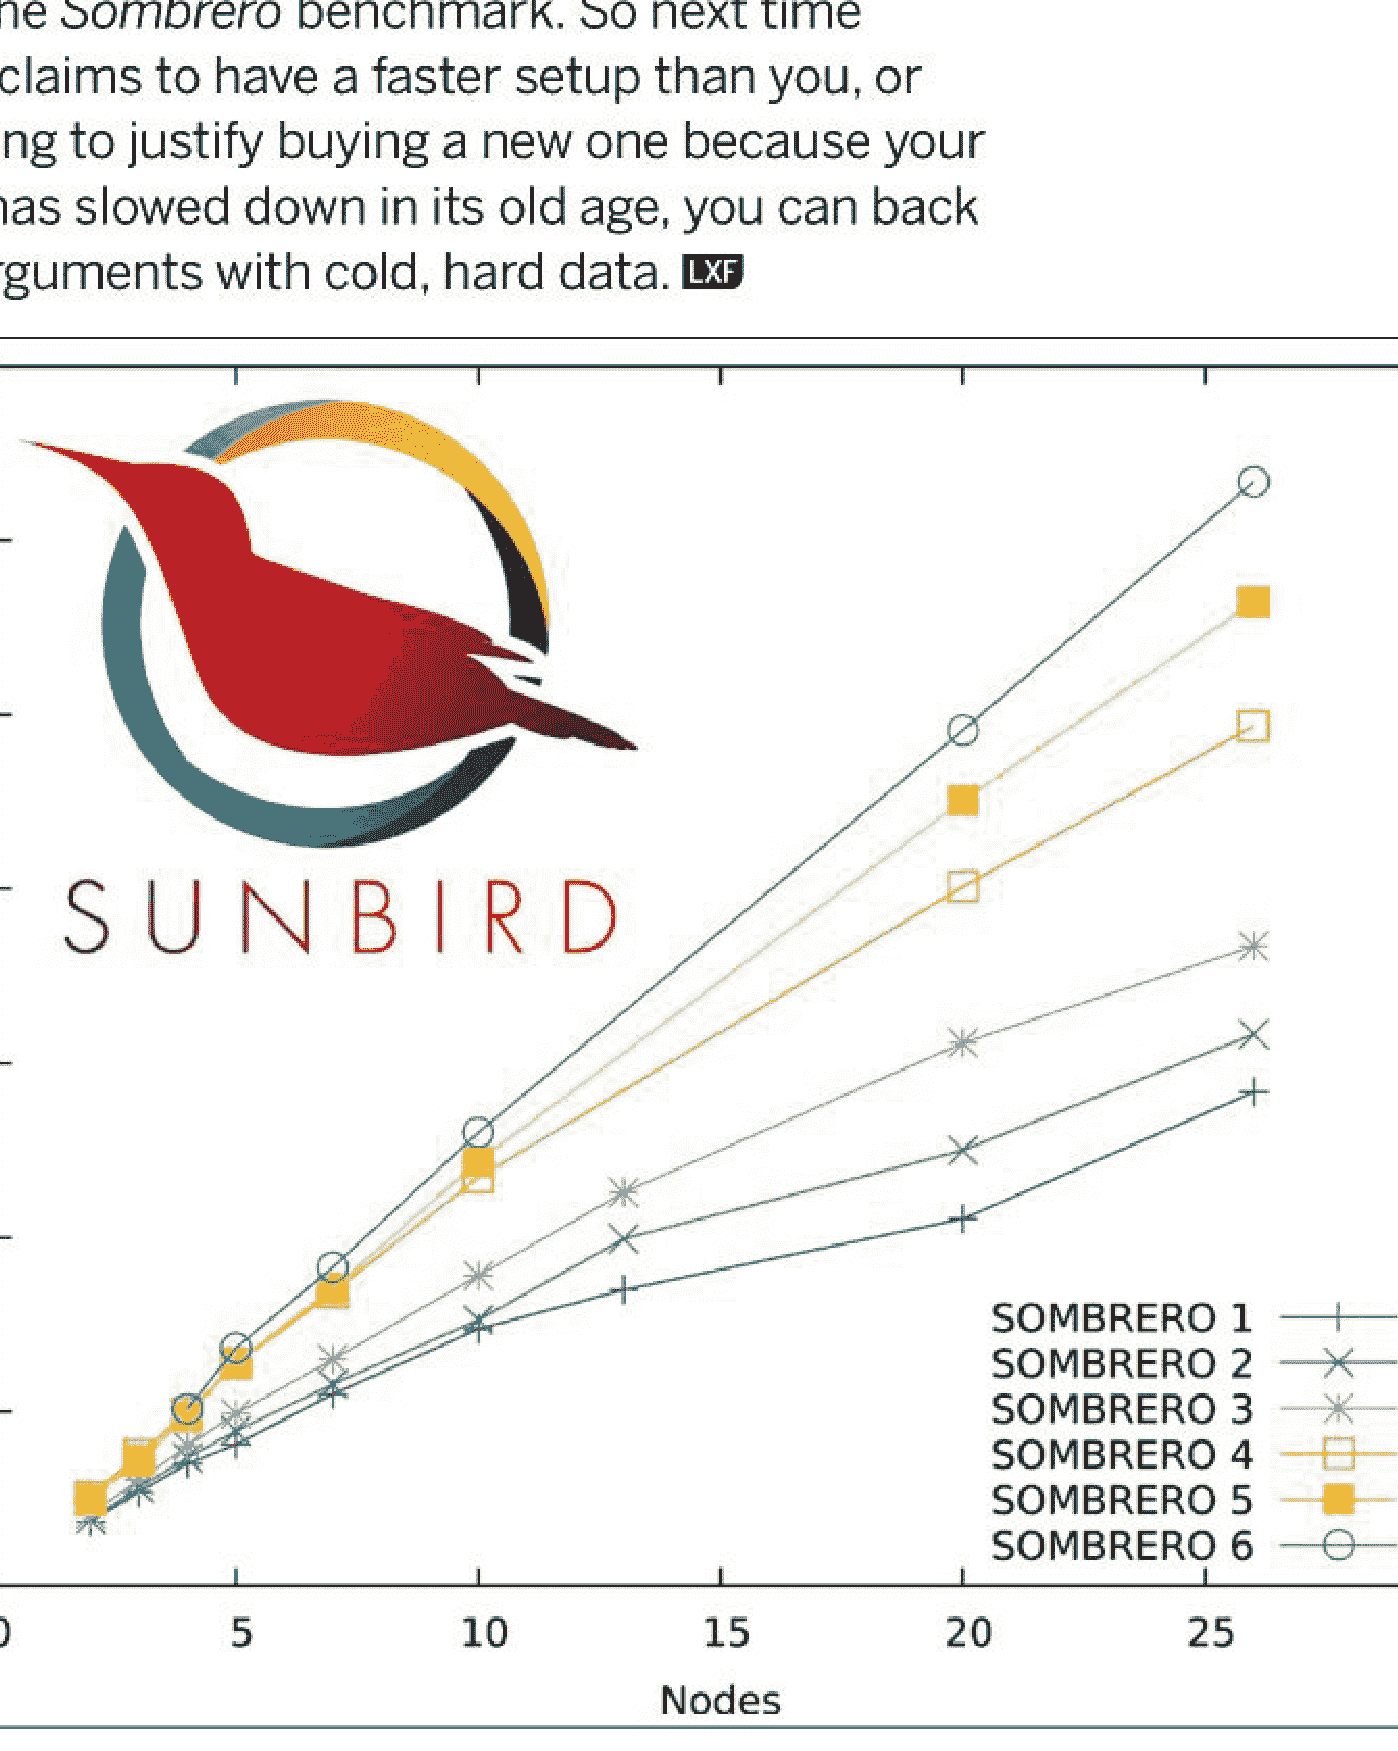 he Sombrero benchmark. So next time
claims to have a faster setup than you, or
ng to justify buying a new one because your
has slowed down in its old age, you can back
rguments with cold, hard data. LXF
SUNBIRD
SOMBRERO 1
SOMBRERO 2
SOMBRERO 3
SOMBRERO 4
SOMBRERO 5
SOMBRERO 6
0 5 10 15 20 25
Nodes